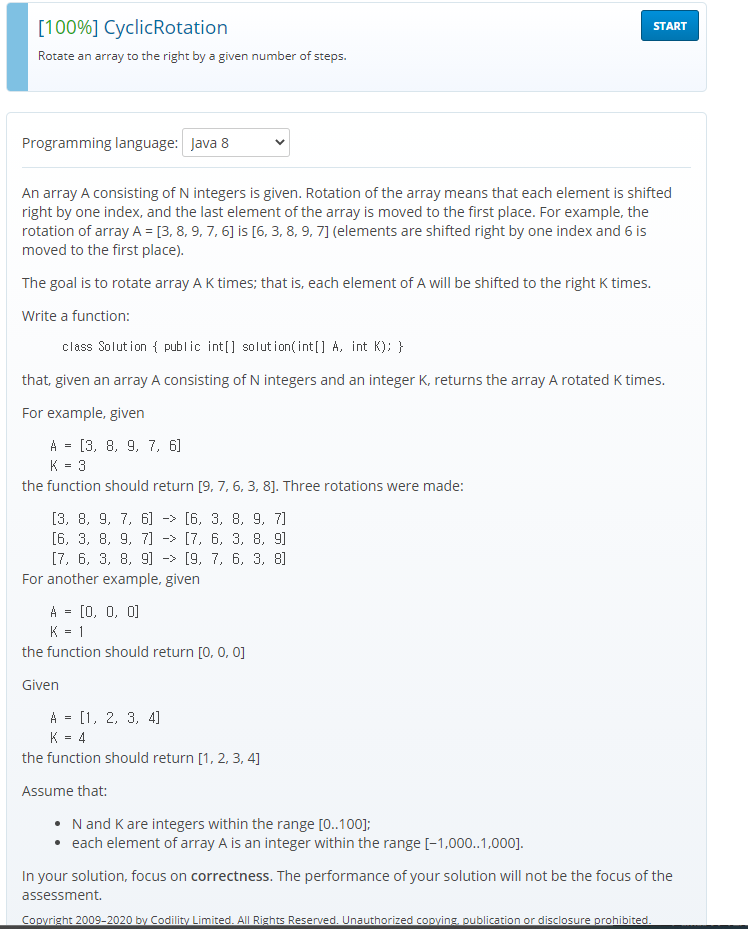 [100%] CyclicRotation
START
Rotate an array to the right by a given number of steps.
Programming language: Java 8
An array A consisting of N integers is given. Rotation of the array means that each element is shifted
right by one index, and the last element of the array is moved to the first place. For example, the
rotation of array A = [3, 8, 9, 7, 6] is [6, 3, 8, 9, 7] (elements are shifted right by one index and 6 is
moved to the first place).
The goal is to rotate array A K times; that is, each element of A will be shifted to the right K times.
Write a function:
class Solution { public int[] solution(int[] A, int K); }
that, given an array A consisting of N integers and an integer K, returns the array A rotated K times.
For example, given
A = [3, 8, 9, 7, 6]
K = 3
the function should return [9, 7, 6, 3, 8]. Three rotations were made:
[3, 8, 9, 7, 6] -> [6, 3, 8, 9, 7]
[6, 3, 8, 9, 7] -> [7, 6, 3, 8, 9]
[7, 6, 3, 8, 9] -> [9, 7, 6, 3, 8]
For another example, given
A = [0, 0, 0]
K = 1
the function should return [0, 0, 0]
Given
A = [1, 2, 3, 4]
K = 4
the function should return [1, 2, 3, 4]
Assume that:
• N and K are integers within the range [0..100];
• each element of array A is an integer within the range [−1,000..1,000].
In your solution, focus on correctness. The performance of your solution will not be the focus of the
assessment.
Copyright 2009–2020 by Codility Limited. All Rights Reserved. Unauthorized copying, publication or disclosure prohibited.